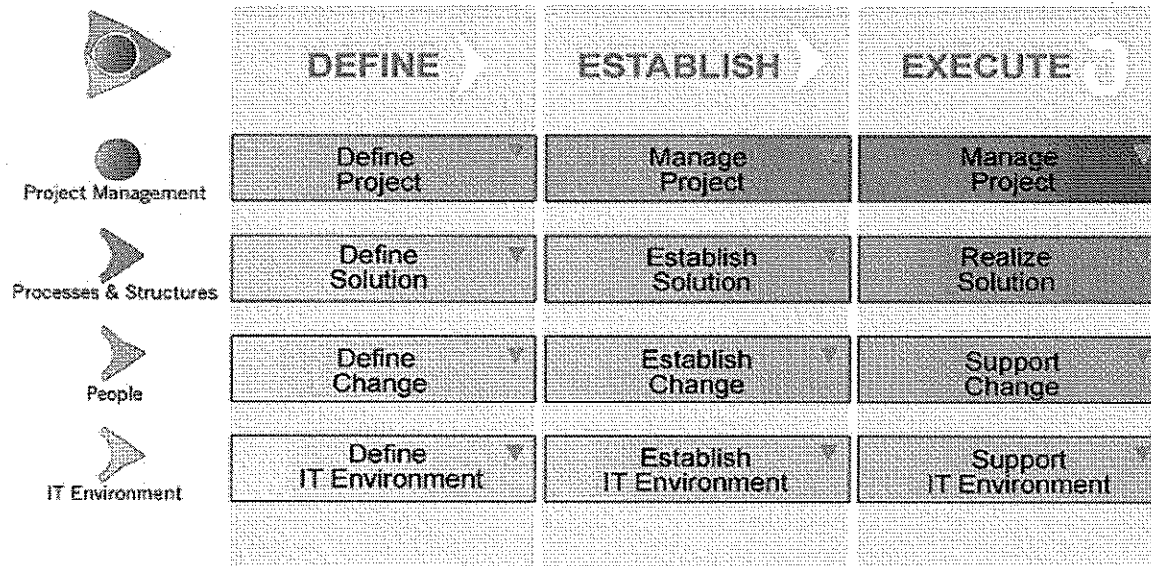 DEFINE
ESTABLISH
EXECUTE
Project Management
Define
Project
Manage
Project
Manage
Project
Processes & Structures
Define
Solution
Establish
Solution
Realize
Solution
People
Define
Change
Establish
Change
Support
Change
IT Environment
Define
IT Environment
Establish
IT Environment
Support
IT Environment